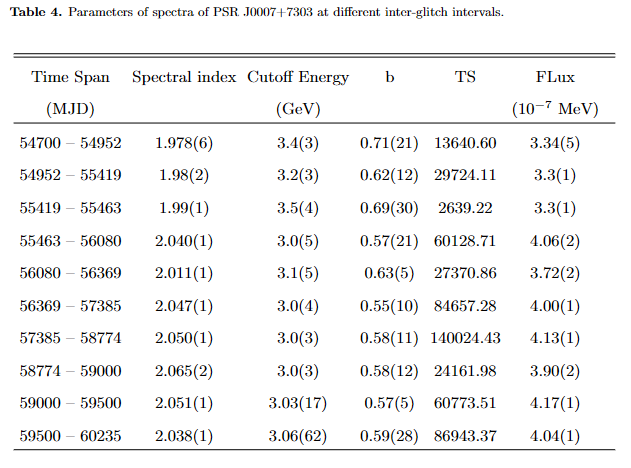 Table 4. Parameters of spectra of PSR J0007+7303 at different inter-glitch intervals.
Time Span Spectral index Cutoff Energy b TS FLux
(MJD) (GeV) (10⁻⁷ MeV)
54700 – 54952 1.978(6) 3.4(3) 0.71(21) 13640.60 3.34(5)
54952 – 55419 1.98(2) 3.2(3) 0.62(12) 29724.11 3.3(1)
55419 – 55463 1.99(1) 3.5(4) 0.69(30) 2639.22 3.3(1)
55463 – 56080 2.040(1) 3.0(5) 0.57(21) 60128.71 4.06(2)
56080 – 56369 2.011(1) 3.1(5) 0.63(5) 27370.86 3.72(2)
56369 – 57385 2.047(1) 3.0(4) 0.55(10) 84657.28 4.00(1)
57385 – 58774 2.050(1) 3.0(3) 0.58(11) 140024.43 4.13(1)
58774 – 59000 2.065(2) 3.0(3) 0.58(12) 24161.98 3.90(2)
59000 – 59500 2.051(1) 3.03(17) 0.57(5) 60773.51 4.17(1)
59500 – 60235 2.038(1) 3.06(62) 0.59(28) 86943.37 4.04(1)